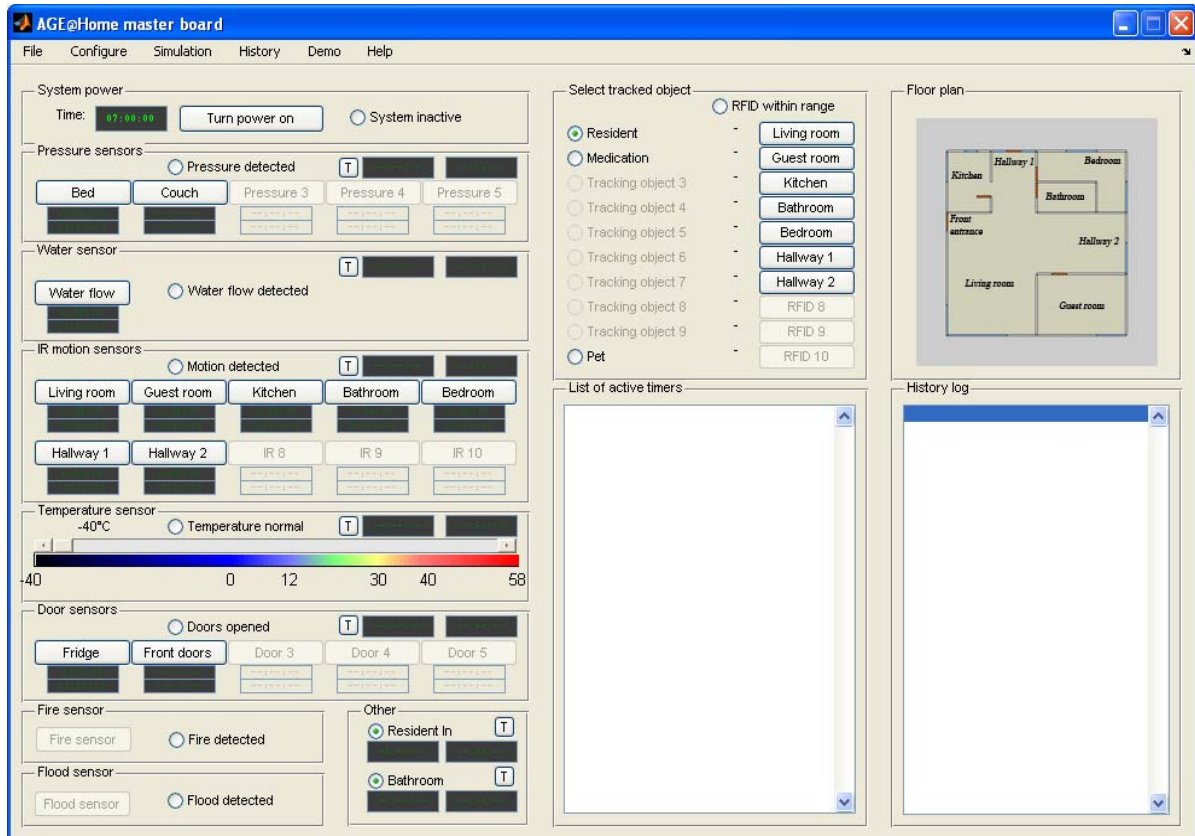 AGE@Home master board
File Configure Simulation History Demo Help
System power
Time: 07:00:00 Turn power on System inactive
Pressure sensors
Pressure detected T
Bed Couch Pressure 3 Pressure 4 Pressure 5
--:--:-- --:--:-- --:--:--
--:--:-- --:--:-- --:--:--
Water sensor
T
Water flow Water flow detected
IR motion sensors
Motion detected T
Living room Guest room Kitchen Bathroom Bedroom
Hallway 1 Hallway 2 IR 8 IR 9 IR 10
--:--:-- --:--:-- --:--:--
--:--:-- --:--:-- --:--:--
Temperature sensor
-40°C Temperature normal T
-40 0 12 30 40 58
Door sensors
Doors opened T
Fridge Front doors Door 3 Door 4 Door 5
--:--:-- --:--:-- --:--:--
--:--:-- --:--:-- --:--:--
Fire sensor
Fire sensor Fire detected
Flood sensor
Flood sensor Flood detected
Other
Resident In T
Bathroom T
Select tracked object
RFID within range
Resident - Living room
Medication - Guest room
Tracking object 3 - Kitchen
Tracking object 4 - Bathroom
Tracking object 5 - Bedroom
Tracking object 6 - Hallway 1
Tracking object 7 - Hallway 2
Tracking object 8 - RFID 8
Tracking object 9 - RFID 9
Pet - RFID 10
List of active timers
Floor plan
Kitchen Hallway 1 Bedroom
Bathroom
Front
entrance
Hallway 2
Living room
Guest room
History log